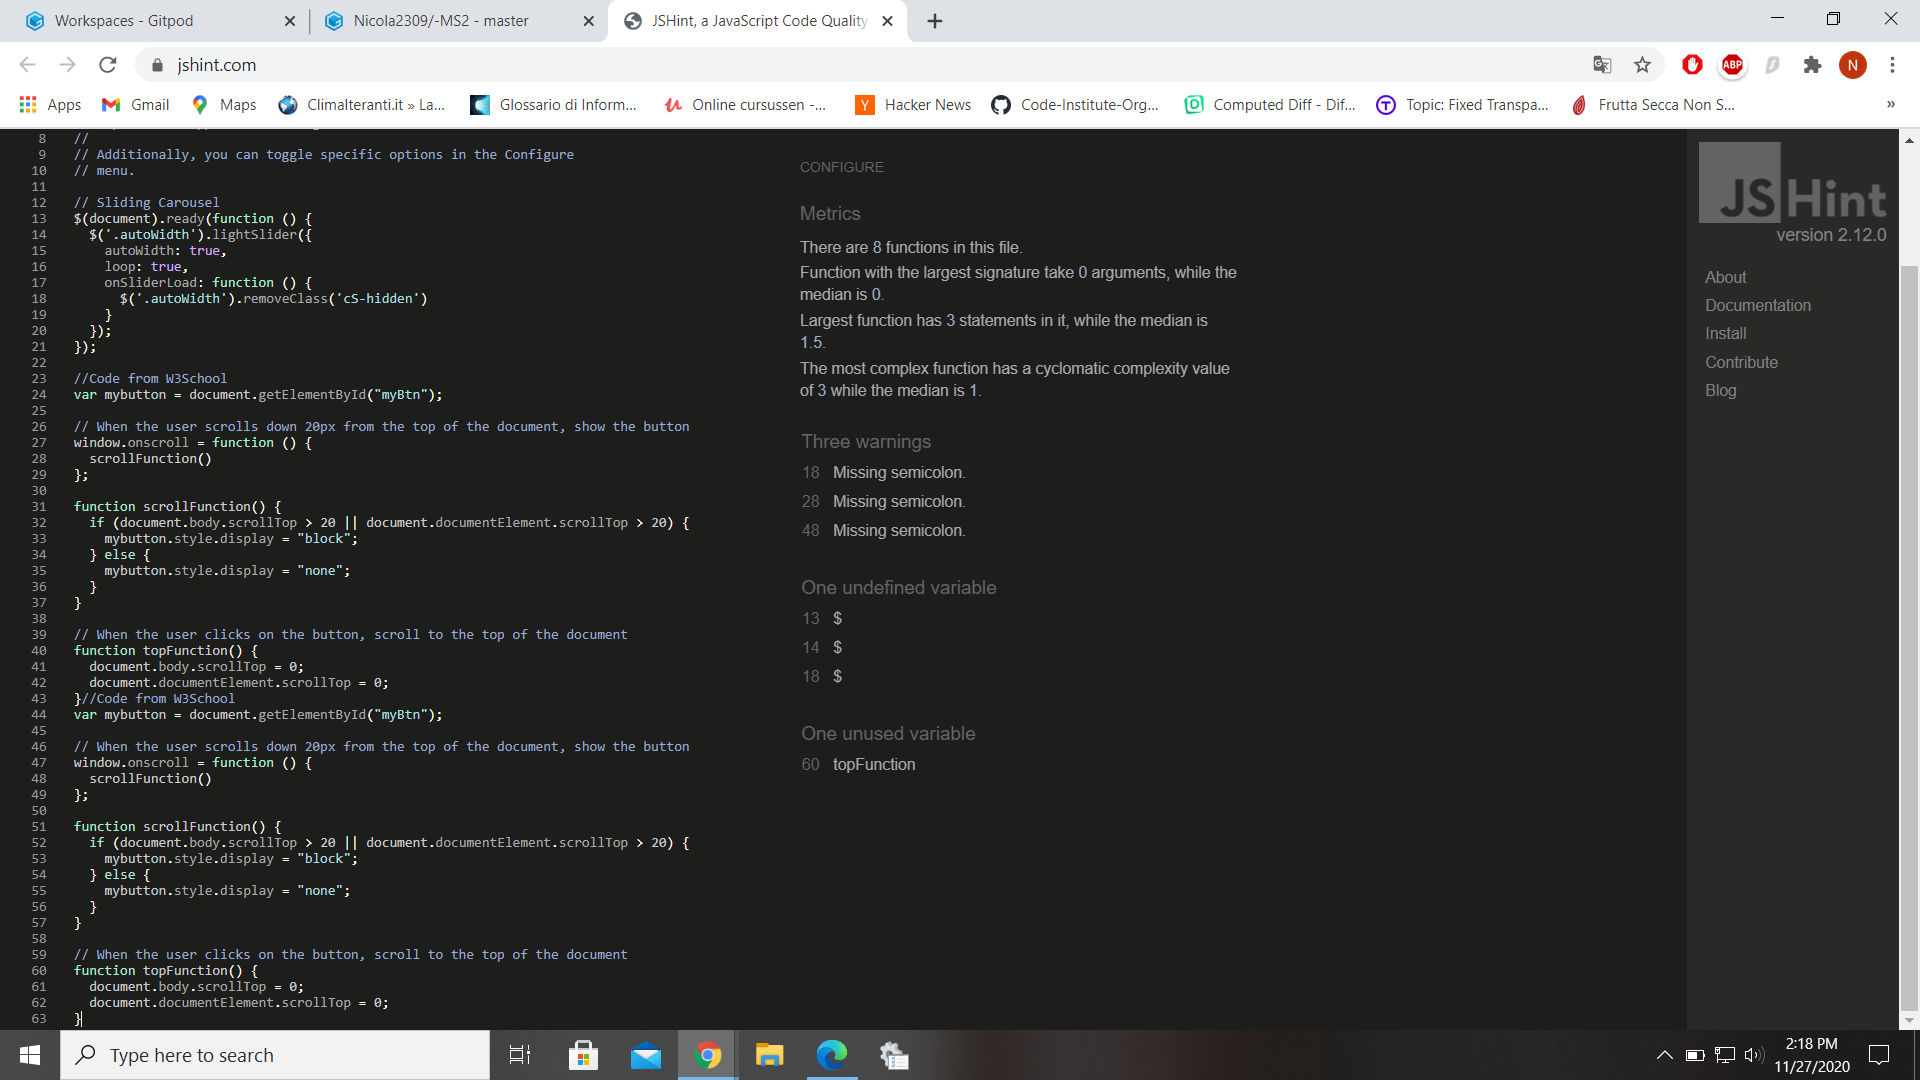 Workspaces - Gitpod
Nicola2309/-MS2 - master
JSHint, a JavaScript Code Quality
jshint.com
ABP
N
Apps
Gmail
Maps
Climalteranti.it » La...
Glossario di Inform...
Online cursussen -...
Hacker News
Code-Institute-Org...
Computed Diff - Dif...
Topic: Fixed Transpa...
Frutta Secca Non S...
»
8 //
9 // Additionally, you can toggle specific options in the Configure
10 // menu.
11
12 // Sliding Carousel
13 $(document).ready(function () {
14 $('.autoWidth').lightSlider({
15 autoWidth: true,
16 loop: true,
17 onSliderLoad: function () {
18 $('.autoWidth').removeClass('cS-hidden')
19 }
20 });
21 });
22
23 //Code from W3School
24 var mybutton = document.getElementById("myBtn");
25
26 // When the user scrolls down 20px from the top of the document, show the button
27 window.onscroll = function () {
28 scrollFunction()
29 };
30
31 function scrollFunction() {
32 if (document.body.scrollTop > 20 || document.documentElement.scrollTop > 20) {
33 mybutton.style.display = "block";
34 } else {
35 mybutton.style.display = "none";
36 }
37 }
38
39 // When the user clicks on the button, scroll to the top of the document
40 function topFunction() {
41 document.body.scrollTop = 0;
42 document.documentElement.scrollTop = 0;
43 }//Code from W3School
44 var mybutton = document.getElementById("myBtn");
45
46 // When the user scrolls down 20px from the top of the document, show the button
47 window.onscroll = function () {
48 scrollFunction()
49 };
50
51 function scrollFunction() {
52 if (document.body.scrollTop > 20 || document.documentElement.scrollTop > 20) {
53 mybutton.style.display = "block";
54 } else {
55 mybutton.style.display = "none";
56 }
57 }
58
59 // When the user clicks on the button, scroll to the top of the document
60 function topFunction() {
61 document.body.scrollTop = 0;
62 document.documentElement.scrollTop = 0;
63 }
CONFIGURE
Metrics
There are 8 functions in this file.
Function with the largest signature take 0 arguments, while the
median is 0.
Largest function has 3 statements in it, while the median is
1.5.
The most complex function has a cyclomatic complexity value
of 3 while the median is 1.
Three warnings
18 Missing semicolon.
28 Missing semicolon.
48 Missing semicolon.
One undefined variable
13 $
14 $
18 $
One unused variable
60 topFunction
JSHint
version 2.12.0
About
Documentation
Install
Contribute
Blog
Type here to search
2:18 PM
11/27/2020